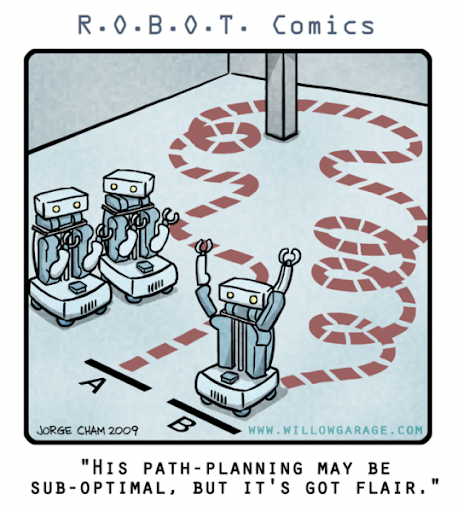 R.O.B.O.T. Comics
A
B
JORGE CHAM 2009
WWW.WILLOWGARAGE.COM
"HIS PATH-PLANNING MAY BE
SUB-OPTIMAL, BUT IT'S GOT FLAIR."